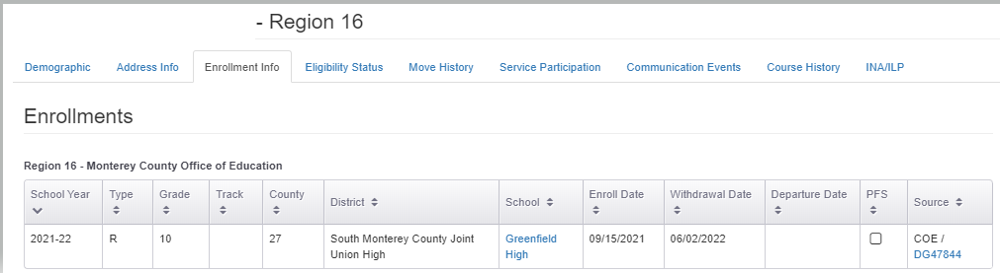 - Region 16
Demographic Address Info Enrollment Info Eligibility Status Move History Service Participation Communication Events Course History INA/ILP
Enrollments
Region 16 - Monterey County Office of Education
School Year Type Grade Track County District School Enroll Date Withdrawal Date Departure Date PFS Source
2021-22 R 10 27 South Monterey County Joint Greenfield 09/15/2021 06/02/2022 COE /
Union High High DG47844